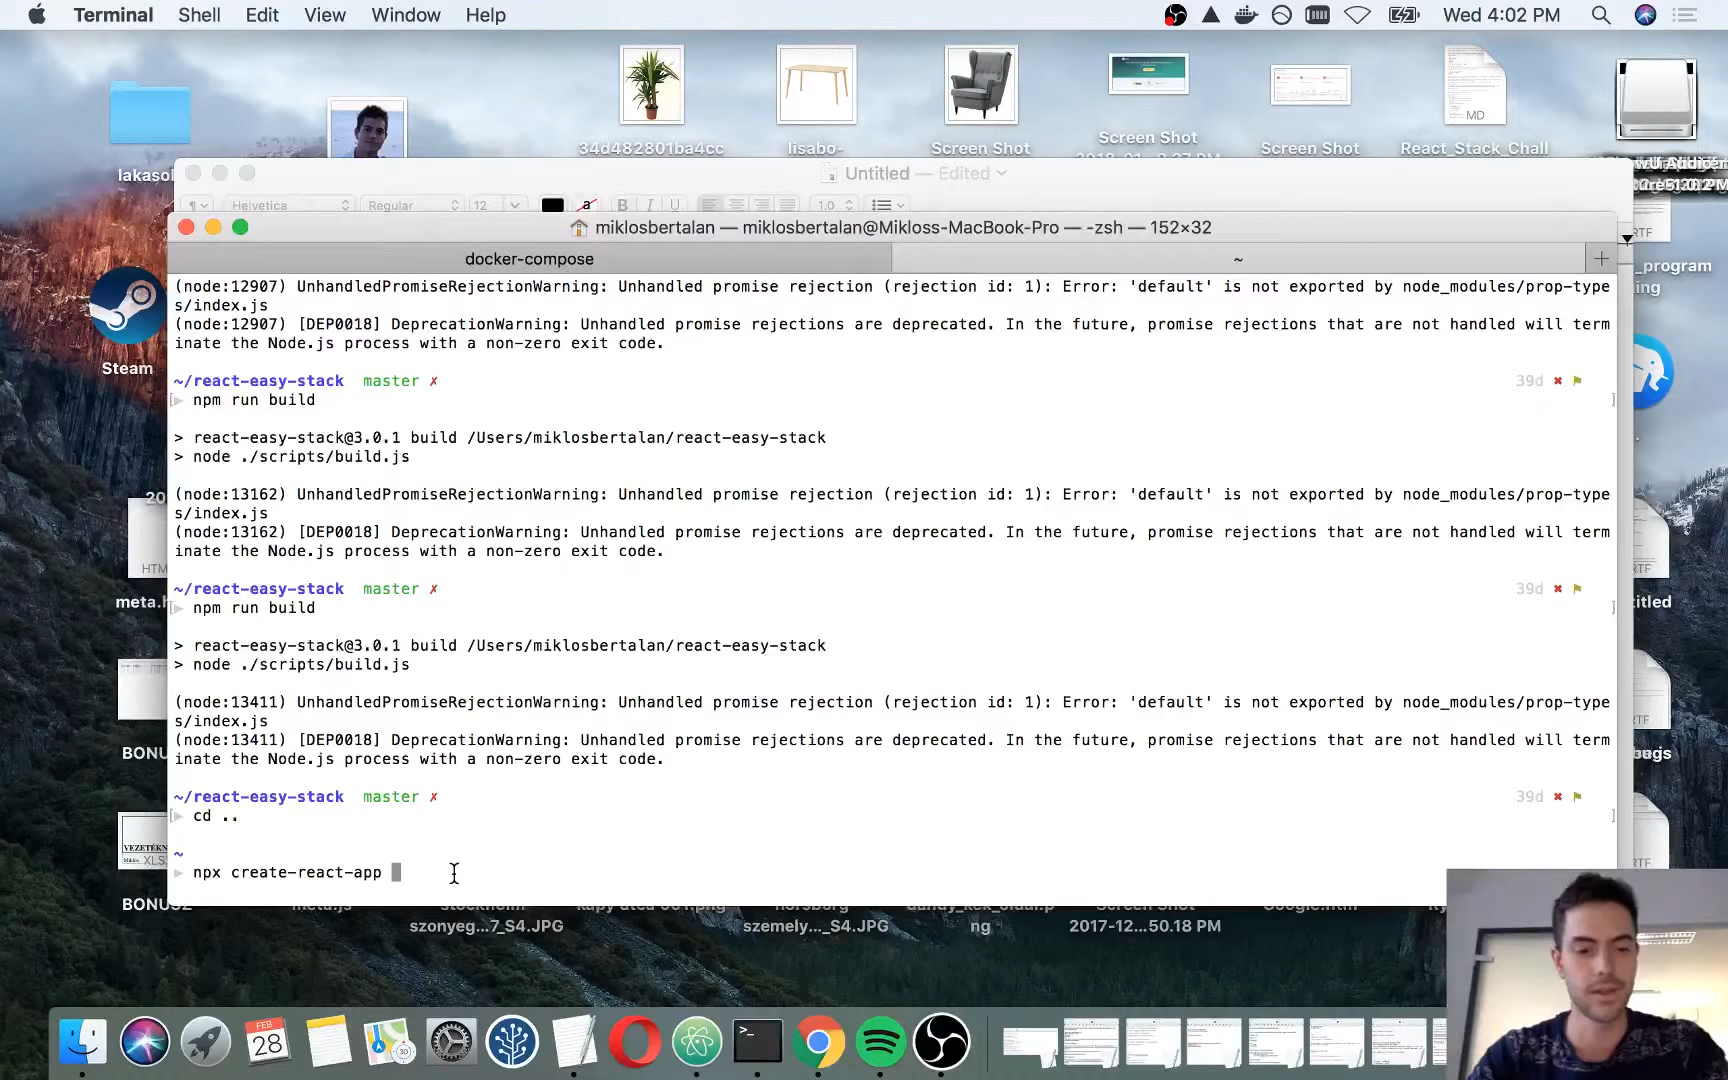 Terminal Shell Edit View Window Help
Wed 4:02 PM
34d482801ba4cc
lisabo-
Screen Shot
Screen Shot
Screen Shot
MD
React_Stack_Chall
lakasol
Untitled — Edited
Helvetica Regular 12 a B I U 1.0
miklosbertalan — miklosbertalan@Mikloss-MacBook-Pro — -zsh — 152×32
docker-compose ~ +
Steam
(node:12907) UnhandledPromiseRejectionWarning: Unhandled promise rejection (rejection id: 1): Error: 'default' is not exported by node_modules/prop-type
s/index.js
(node:12907) [DEP0018] DeprecationWarning: Unhandled promise rejections are deprecated. In the future, promise rejections that are not handled will term
inate the Node.js process with a non-zero exit code.
~/react-easy-stack master ✗ 39d ✖ ⚑
[▶ npm run build ]
> react-easy-stack@3.0.1 build /Users/miklosbertalan/react-easy-stack
> node ./scripts/build.js
(node:13162) UnhandledPromiseRejectionWarning: Unhandled promise rejection (rejection id: 1): Error: 'default' is not exported by node_modules/prop-type
s/index.js
(node:13162) [DEP0018] DeprecationWarning: Unhandled promise rejections are deprecated. In the future, promise rejections that are not handled will term
inate the Node.js process with a non-zero exit code.
~/react-easy-stack master ✗ 39d ✖ ⚑
[▶ npm run build ]
> react-easy-stack@3.0.1 build /Users/miklosbertalan/react-easy-stack
> node ./scripts/build.js
(node:13411) UnhandledPromiseRejectionWarning: Unhandled promise rejection (rejection id: 1): Error: 'default' is not exported by node_modules/prop-type
s/index.js
(node:13411) [DEP0018] DeprecationWarning: Unhandled promise rejections are deprecated. In the future, promise rejections that are not handled will term
inate the Node.js process with a non-zero exit code.
~/react-easy-stack master ✗ 39d ✖ ⚑
[▶ cd .. ]
~
▶ npx create-react-app
20
HTM
meta.h
BONU
VEZETÉKN
XLS
_program
ing
RTF
RTF
RTF
szonyeg...7_S4.JPG
szemely..._S4.JPG
ng
2017-12...50.18 PM
FEB
28
3D
>_